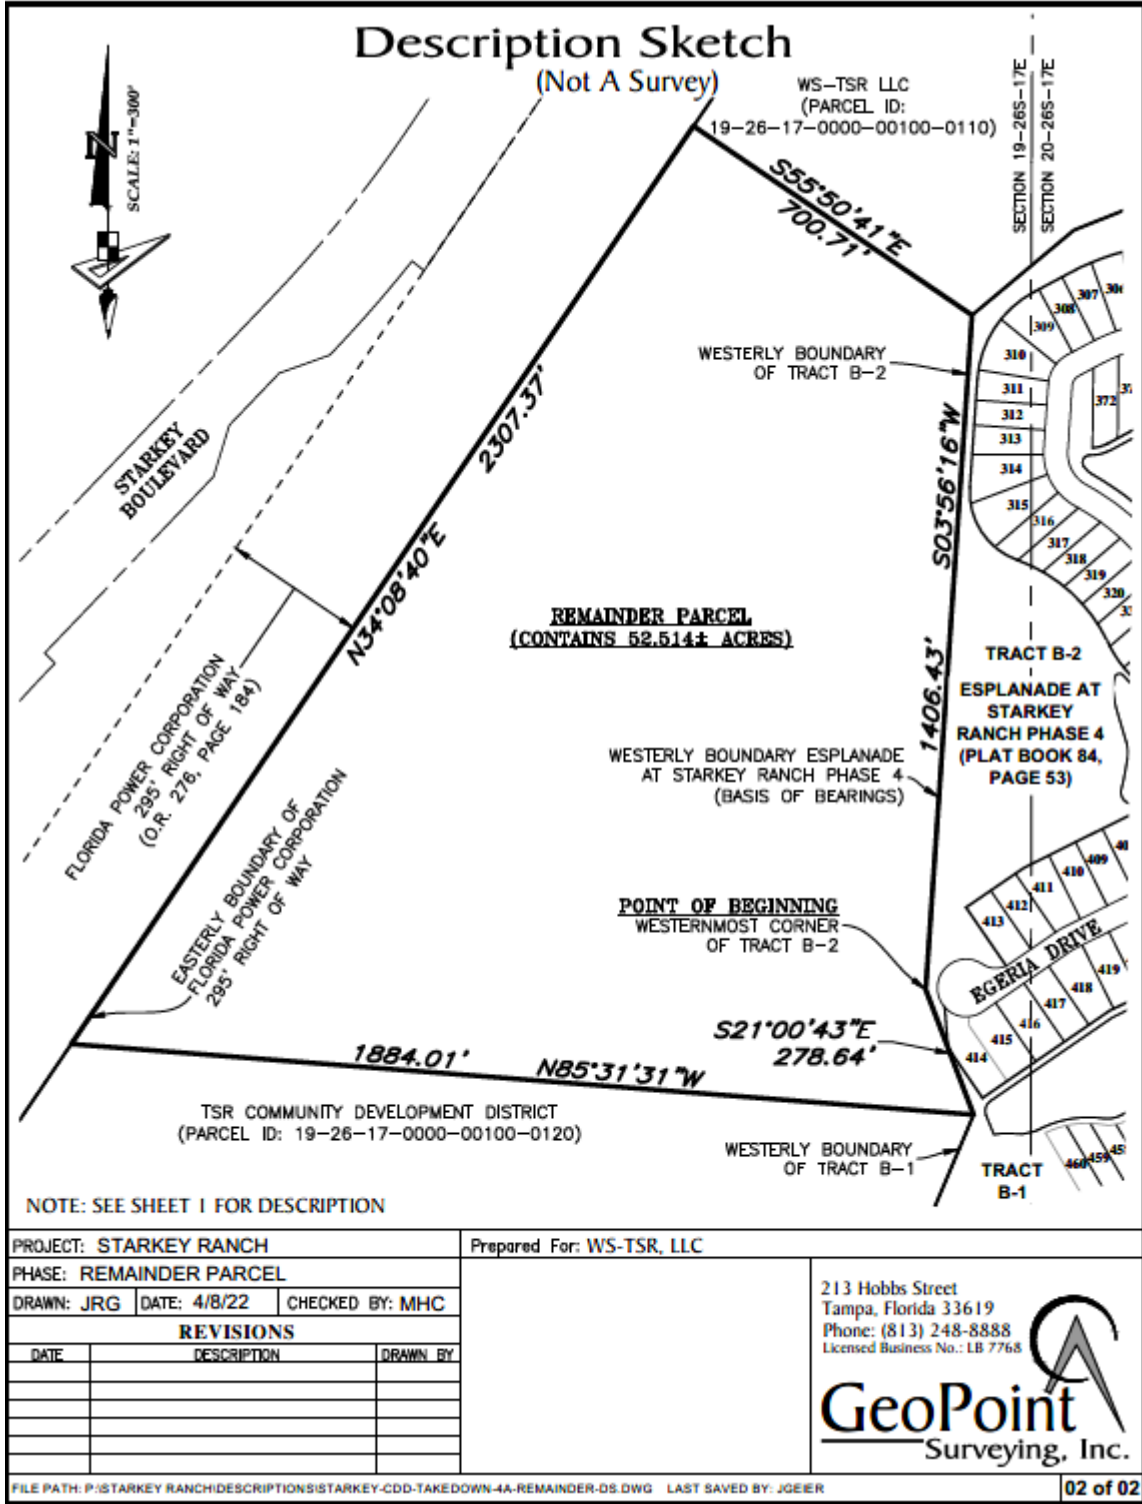 Description Sketch
(Not A Survey)
N
SCALE: 1"=300'
WS-TSR LLC
(PARCEL ID:
19-26-17-0000-00100-0110)
SECTION 19-26S-17E
SECTION 20-26S-17E
S55°50'41"E
700.71'
307
308
309
310
311
312
313
314
315
316
317
318
319
320
372
WESTERLY BOUNDARY
OF TRACT B-2
STARKEY
BOULEVARD
2307.37'
N34°08'40"E
S03°56'16"W
1406.43'
REMAINDER PARCEL
(CONTAINS 52.514± ACRES)
TRACT B-2
ESPLANADE AT
STARKEY
RANCH PHASE 4
(PLAT BOOK 84,
PAGE 53)
FLORIDA POWER CORPORATION
295' RIGHT OF WAY
(O.R. 276, PAGE 184)
WESTERLY BOUNDARY ESPLANADE
AT STARKEY RANCH PHASE 4
(BASIS OF BEARINGS)
EASTERLY BOUNDARY OF
FLORIDA POWER CORPORATION
295' RIGHT OF WAY
409
410
411
412
413
POINT OF BEGINNING
WESTERNMOST CORNER
OF TRACT B-2
EGERIA DRIVE
419
418
417
416
415
414
S21°00'43"E
278.64'
1884.01'
N85°31'31"W
TSR COMMUNITY DEVELOPMENT DISTRICT
(PARCEL ID: 19-26-17-0000-00100-0120)
WESTERLY BOUNDARY
OF TRACT B-1
TRACT
B-1
460
459
NOTE: SEE SHEET 1 FOR DESCRIPTION
PROJECT: STARKEY RANCH
Prepared For: WS-TSR, LLC
PHASE: REMAINDER PARCEL
DRAWN: JRG DATE: 4/8/22 CHECKED BY: MHC
REVISIONS
DATE DESCRIPTION DRAWN BY
213 Hobbs Street
Tampa, Florida 33619
Phone: (813) 248-8888
Licensed Business No.: LB 7768
GeoPoint
Surveying, Inc.
FILE PATH: P:\STARKEY RANCH\DESCRIPTIONS\STARKEY-CDD-TAKEDOWN-4A-REMAINDER-DS.DWG LAST SAVED BY: JGEIER
02 of 02